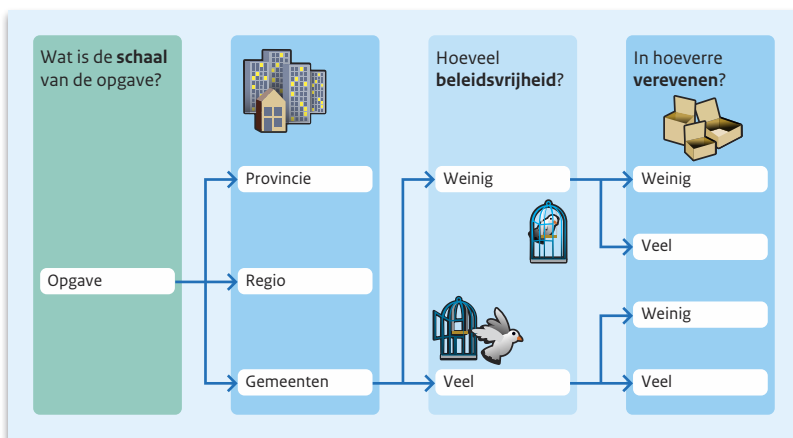 Wat is de schaal
van de opgave?
Opgave
Provincie
Regio
Gemeenten
Hoeveel
beleidsvrijheid?
Weinig
Veel
In hoeverre
verevenen?
Weinig
Veel
Weinig
Veel